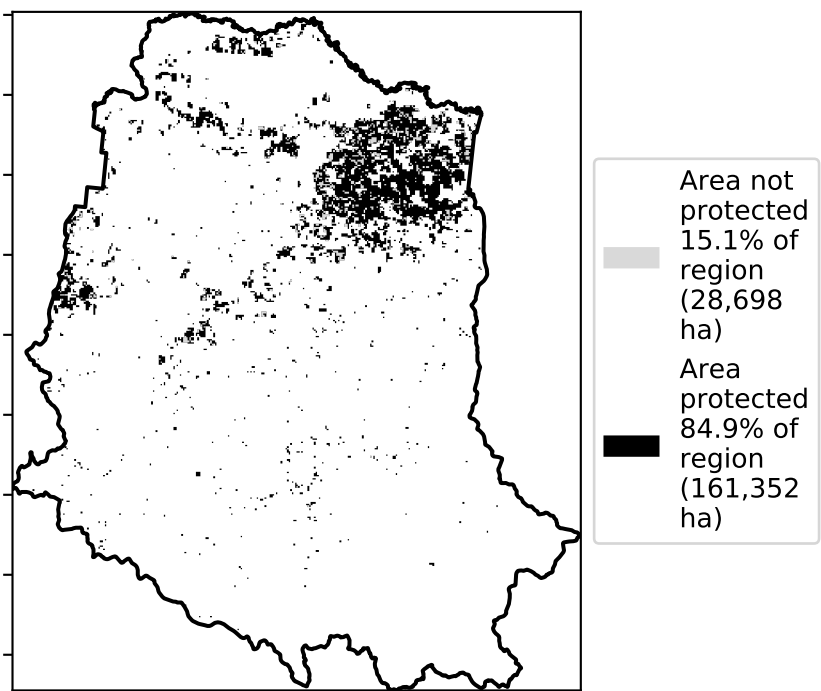 Area not
protected
15.1% of
region
(28,698
ha)
Area
protected
84.9% of
region
(161,352
ha)